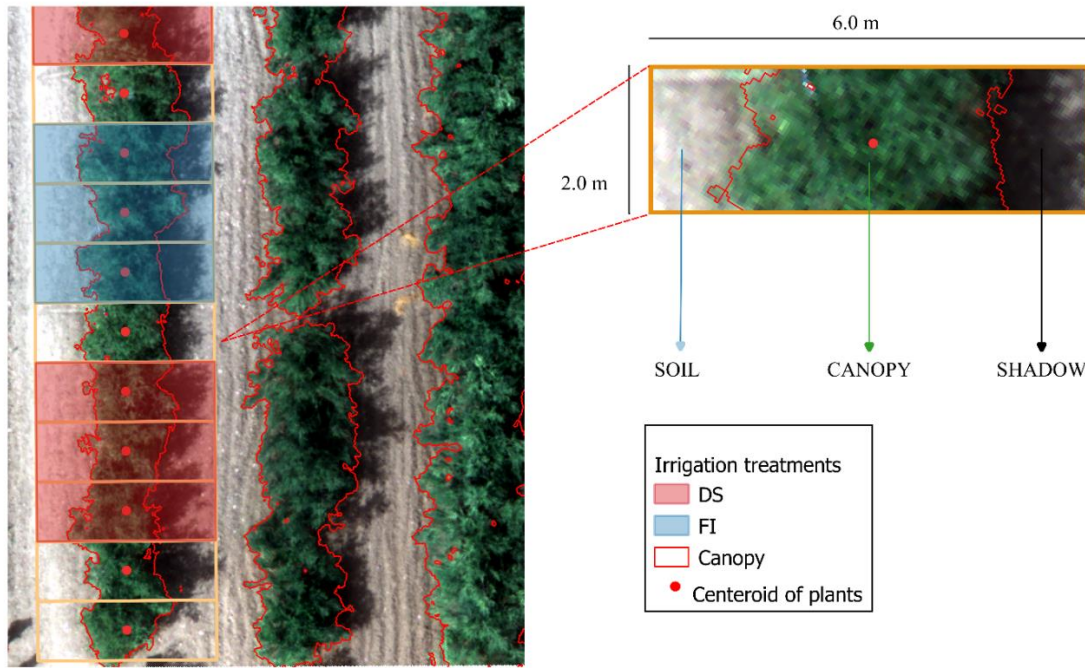 6.0 m
2.0 m
SOIL
CANOPY
SHADOW
Irrigation treatments
DS
FI
Canopy
Centeroid of plants